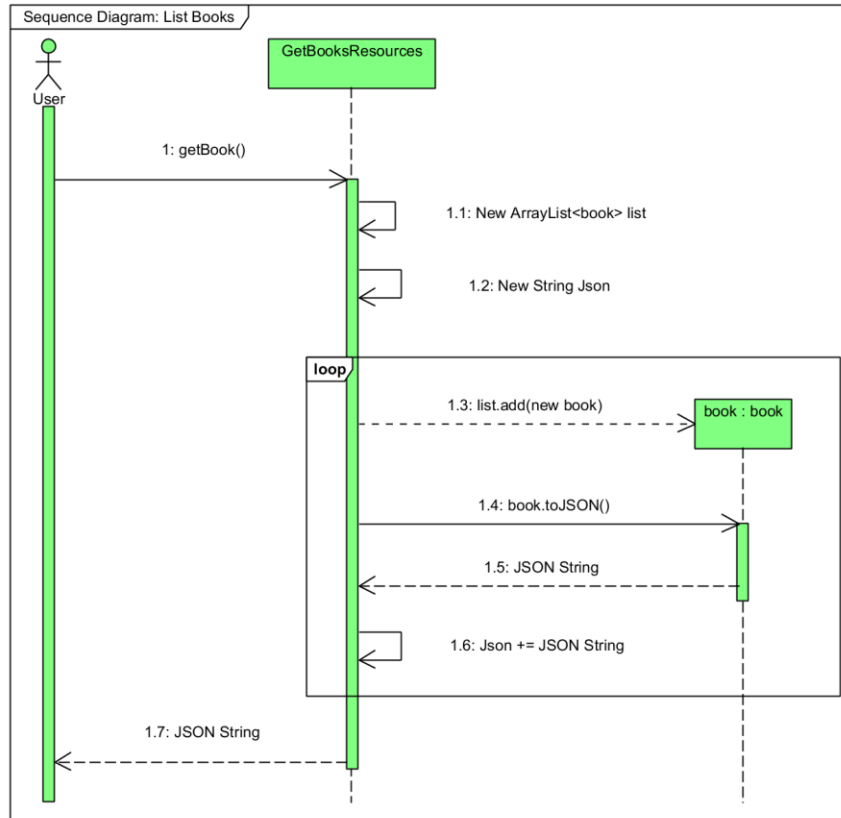 Sequence Diagram: List Books
User
GetBooksResources
1: getBook()
1.1: New ArrayList<book> list
1.2: New String Json
loop
1.3: list.add(new book)
book : book
1.4: book.toJSON()
1.5: JSON String
1.6: Json += JSON String
1.7: JSON String